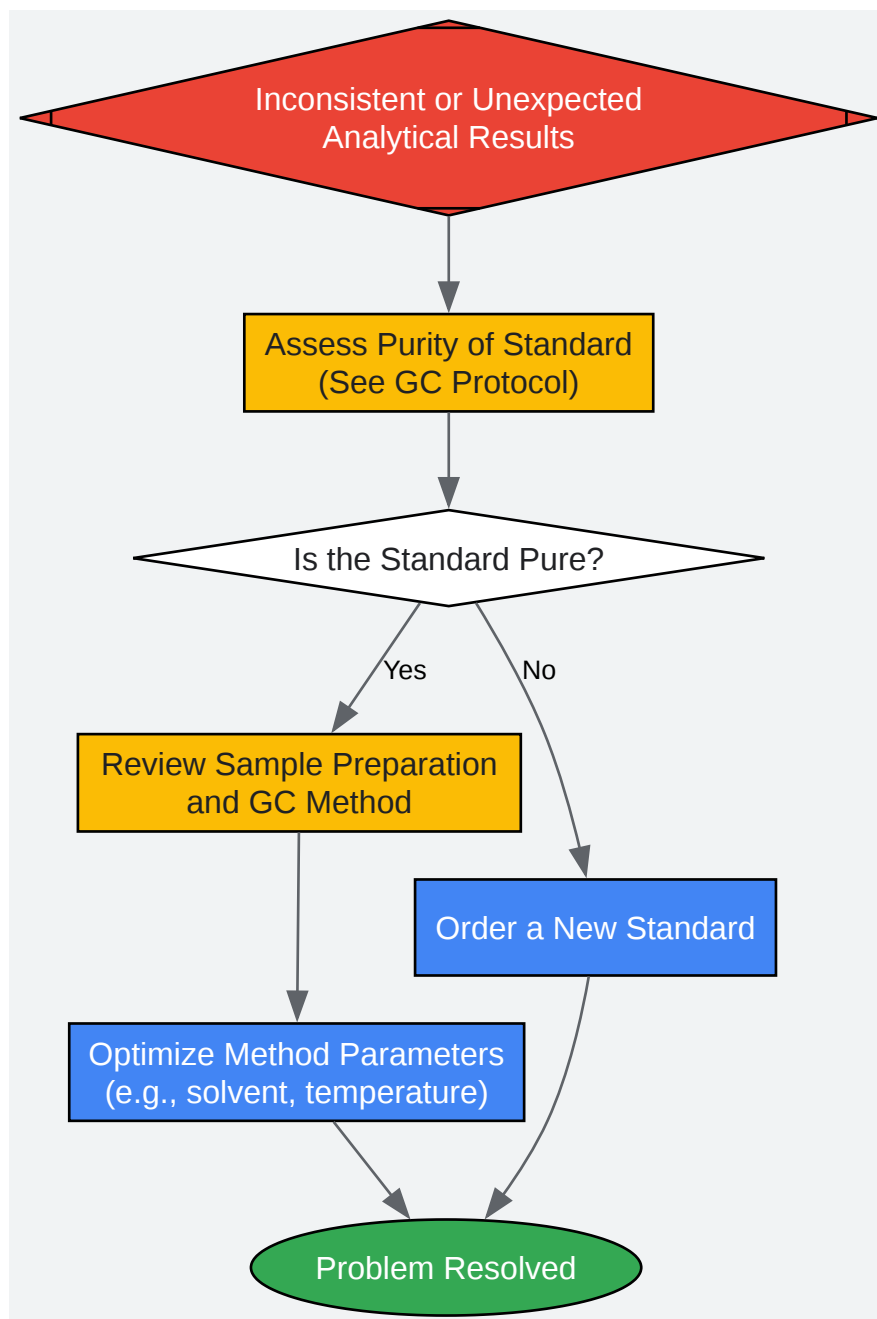 Inconsistent or Unexpected
Analytical Results
Assess Purity of Standard
(See GC Protocol)
Is the Standard Pure?
Yes
No
Review Sample Preparation
and GC Method
Order a New Standard
Optimize Method Parameters
(e.g., solvent, temperature)
Problem Resolved